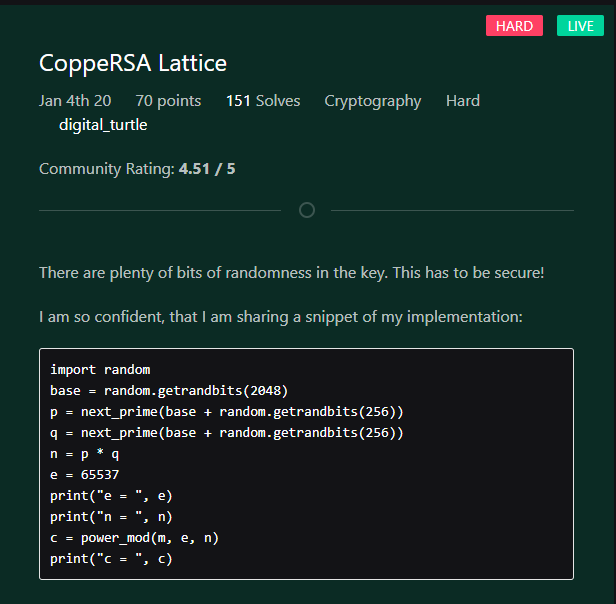 HARD LIVE
CoppeRSA Lattice
Jan 4th 20 70 points 151 Solves Cryptography Hard
digital_turtle
Community Rating: 4.51 / 5
There are plenty of bits of randomness in the key. This has to be secure!
I am so confident, that I am sharing a snippet of my implementation:
import random
base = random.getrandbits(2048)
p = next_prime(base + random.getrandbits(256))
q = next_prime(base + random.getrandbits(256))
n = p * q
e = 65537
print("e = ", e)
print("n = ", n)
c = power_mod(m, e, n)
print("c = ", c)